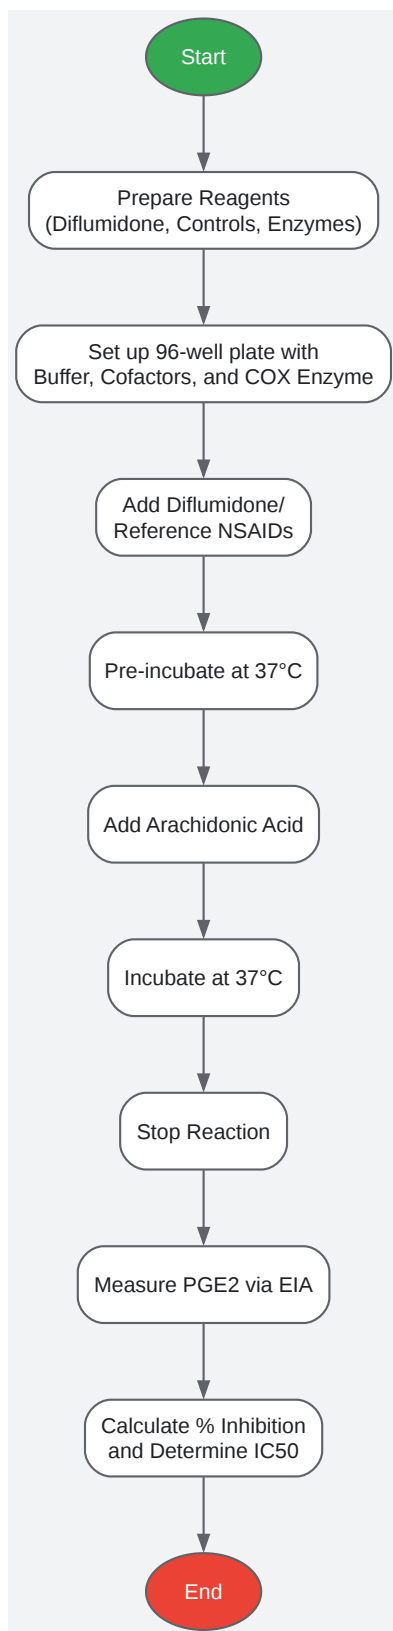 Start
Prepare Reagents
(Diflumidone, Controls, Enzymes)
Set up 96-well plate with
Buffer, Cofactors, and COX Enzyme
Add Diflumidone/
Reference NSAIDs
Pre-incubate at 37°C
Add Arachidonic Acid
Incubate at 37°C
Stop Reaction
Measure PGE2 via EIA
Calculate % Inhibition
and Determine IC50
End